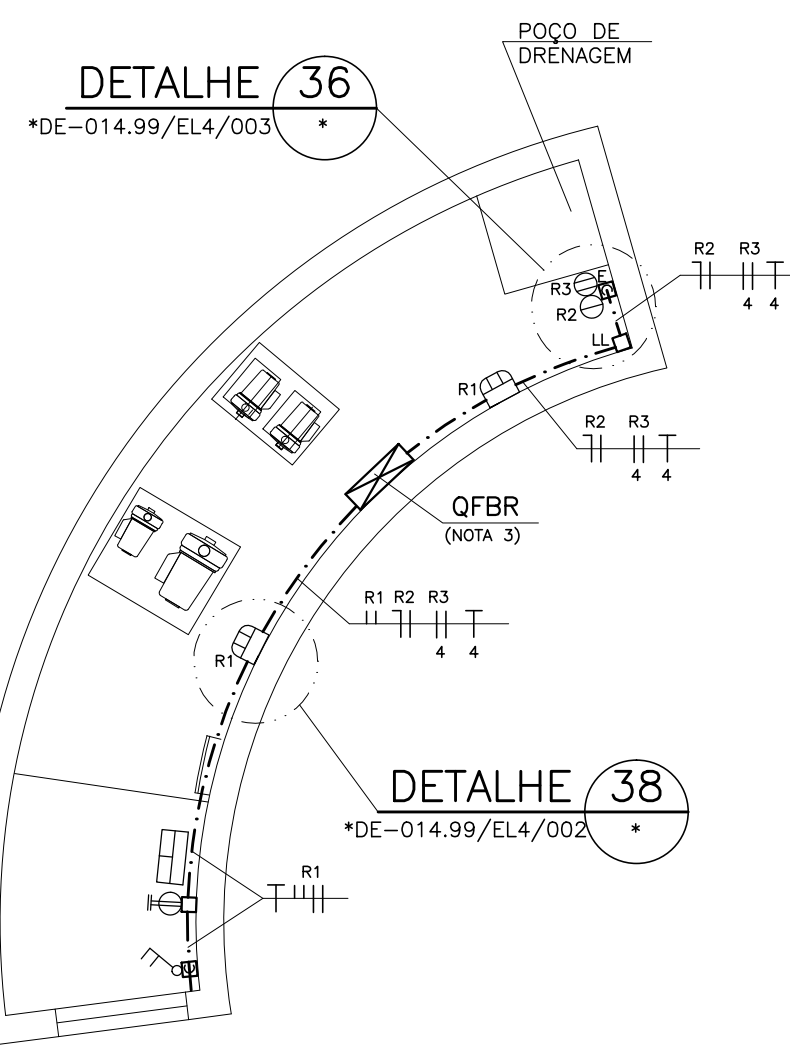 POÇO DE
DRENAGEM
DETALHE 36
*DE-014.99/EL4/003 *
R2 R3
4 4
E
R3
R2
LL
R1
R2 R3
4 4
QFBR
(NOTA 3)
R1 R2 R3
4 4
R1
DETALHE 38
*DE-014.99/EL4/002 *
R1